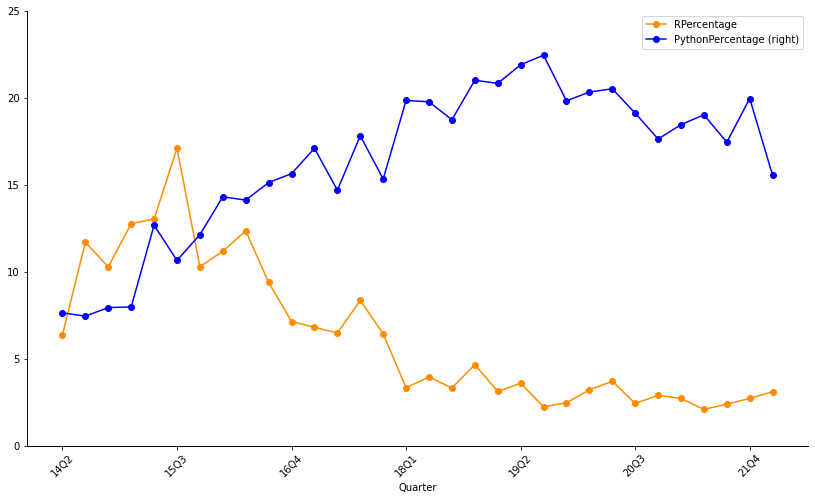 25
20
15
10
5
0
RPercentage
PythonPercentage (right)
14Q2
15Q3
16Q4
18Q1
19Q2
20Q3
21Q4
Quarter